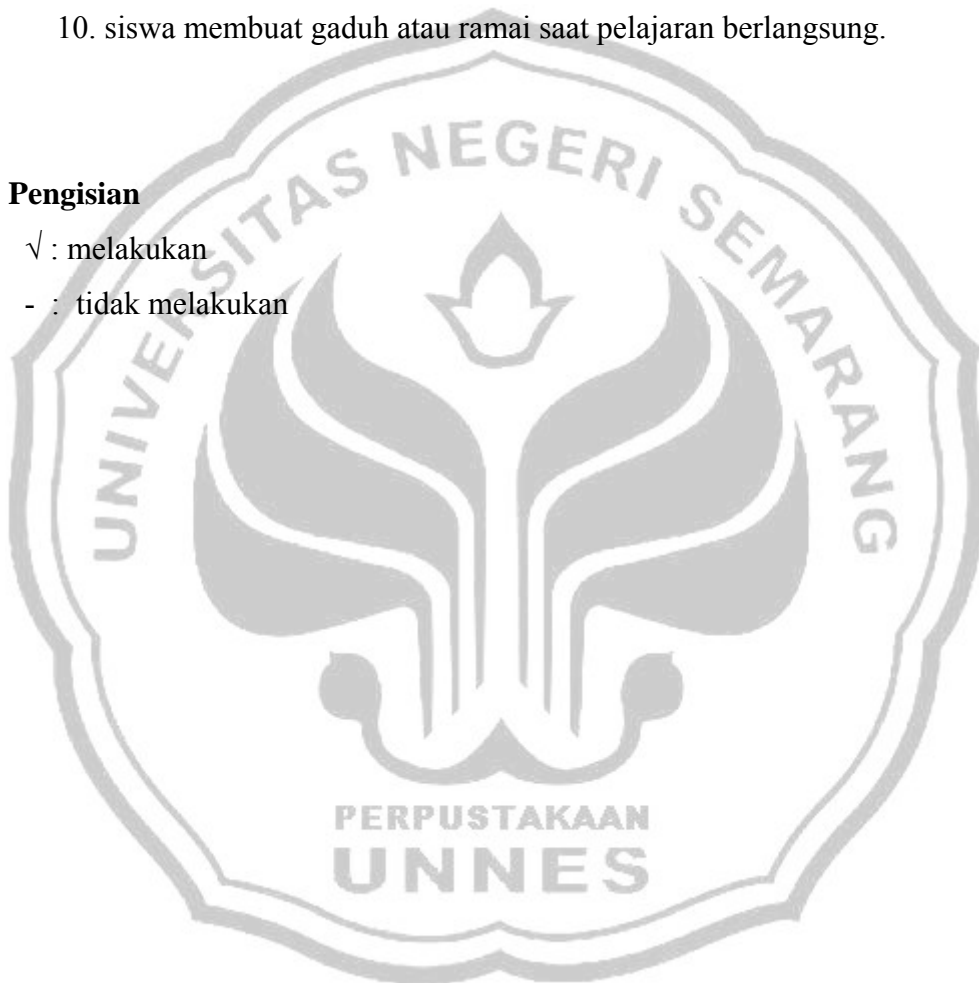 10. siswa membuat gaduh atau ramai saat pelajaran berlangsung.
UNIVERSITAS NEGERI SEMARANG
Pengisian
√ : melakukan
- : tidak melakukan
PERPUSTAKAAN
UNNES